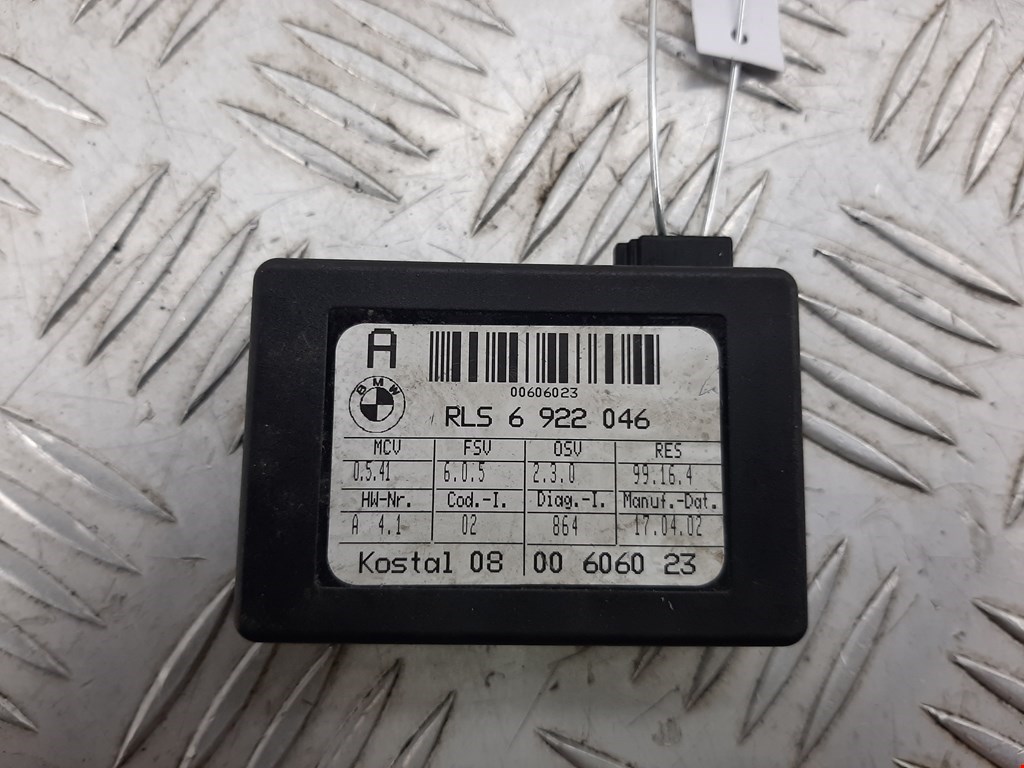 A
00606023
BMW
RLS 6 922 046
MCV FSV OSV RES
0.5.41 6.0.5 2.3.0 99.16.4
HW-Nr. Cod.-I. Diag.-I. Manuf.-Dat.
A 4.1 02 864 17.04.02
Kostal 08 00 6060 23